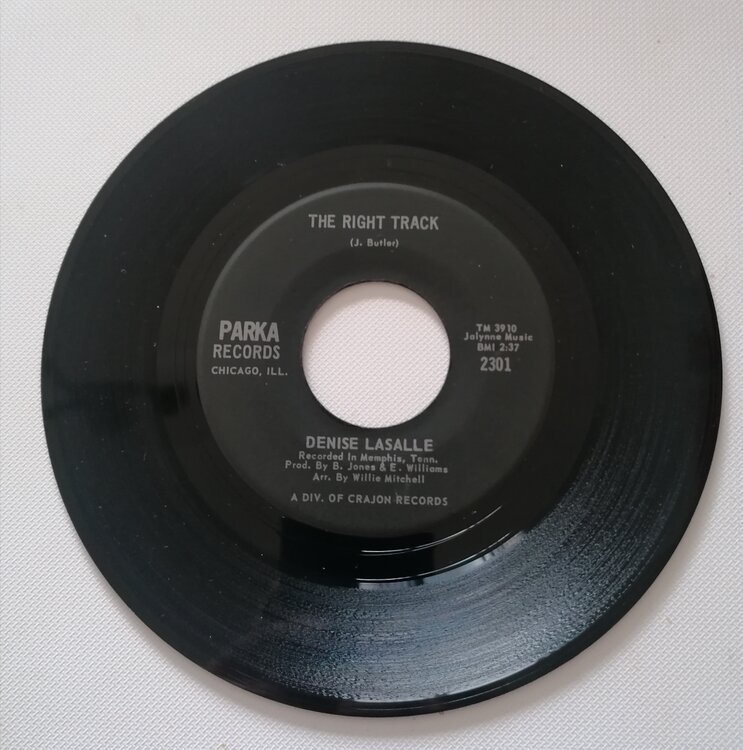 THE RIGHT TRACK
(J. Butler)
PARKA
RECORDS
CHICAGO, ILL.
TM 3910
Jalynne Music
BMI 2:37
2301
DENISE LASALLE
Recorded In Memphis, Tenn.
Prod. By B. Jones & E. Williams
Arr. By Willie Mitchell
A DIV. OF CRAJON RECORDS